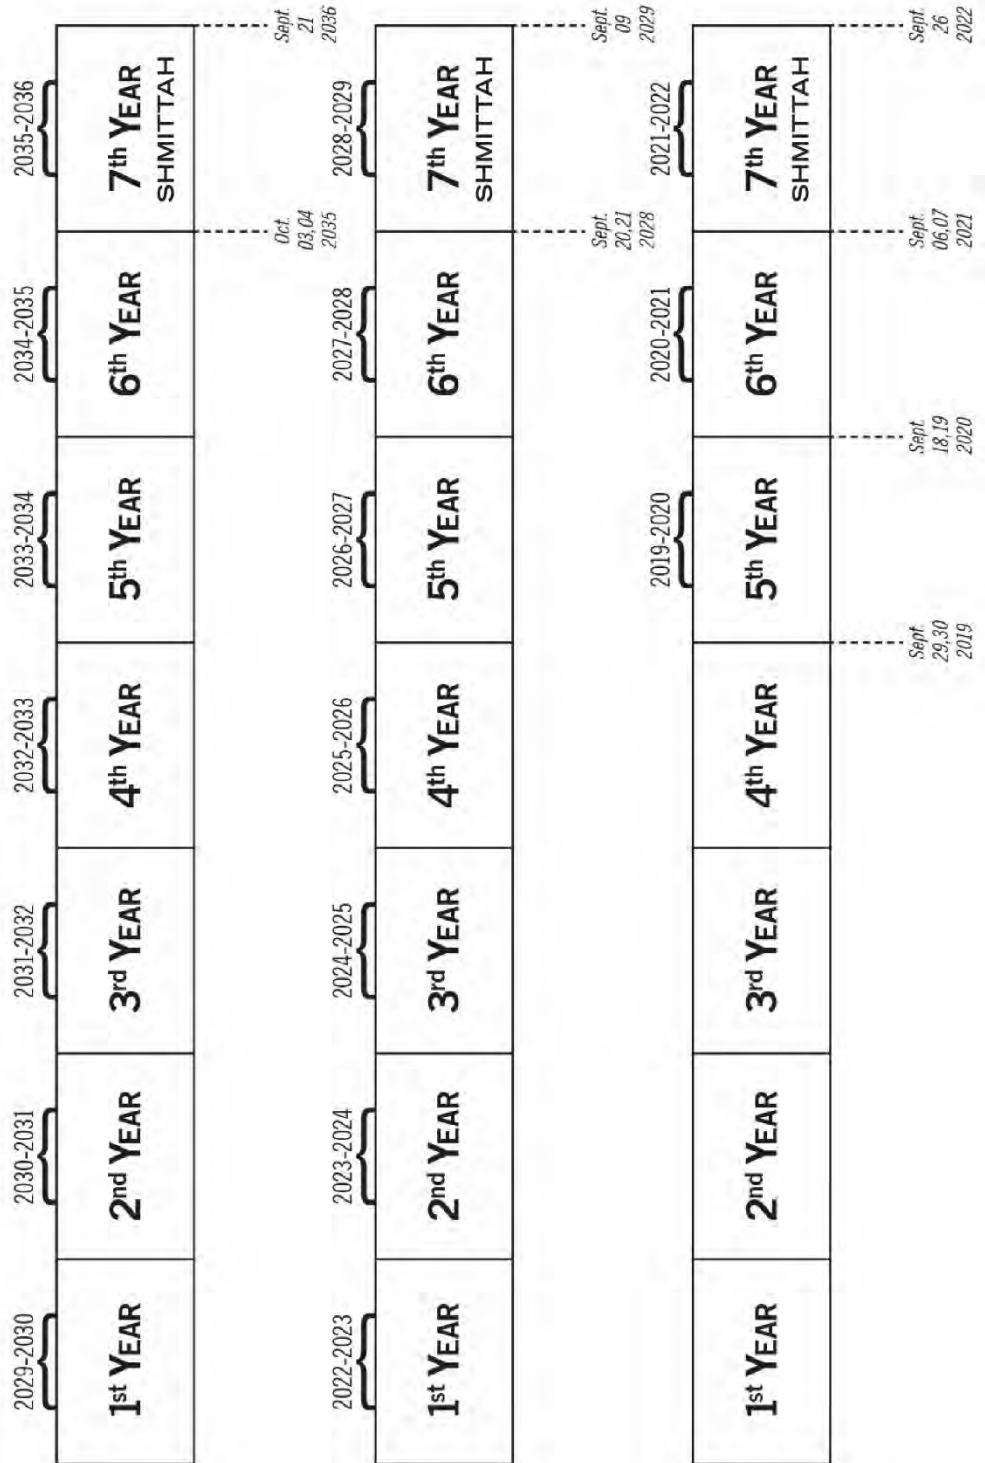 2029-2030 2030-2031 2031-2032 2032-2033 2033-2034 2034-2035 2035-2036
1st YEAR 2nd YEAR 3rd YEAR 4th YEAR 5th YEAR 6th YEAR 7th YEAR
SHMITTAH
Oct. Sept.
03,04 21
2035 2036
2022-2023 2023-2024 2024-2025 2025-2026 2026-2027 2027-2028 2028-2029
1st YEAR 2nd YEAR 3rd YEAR 4th YEAR 5th YEAR 6th YEAR 7th YEAR
SHMITTAH
Sept. Sept.
20,21 09
2028 2029
2019-2020 2020-2021 2021-2022
1st YEAR 2nd YEAR 3rd YEAR 4th YEAR 5th YEAR 6th YEAR 7th YEAR
SHMITTAH
Sept. Sept. Sept. Sept.
29,30 18,19 06,07 26
2019 2020 2021 2022